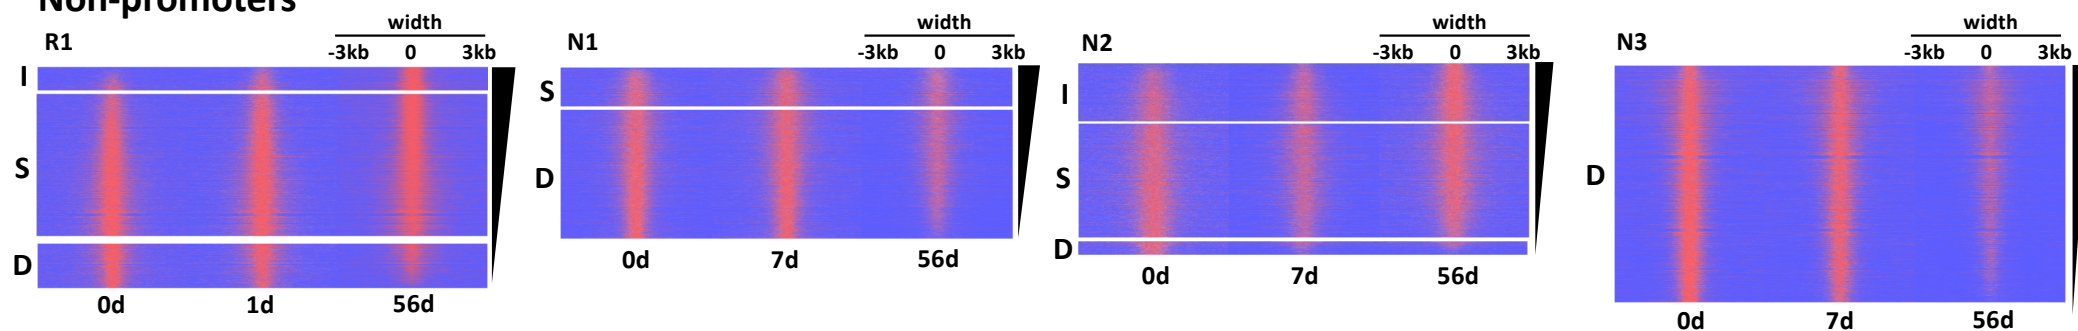 Non-promoters
R1
width
-3kb 0 3kb
I
S
D
0d 1d 56d
N1
width
-3kb 0 3kb
S
D
0d 7d 56d
N2
width
-3kb 0 3kb
I
S
D
0d 7d 56d
N3
width
-3kb 0 3kb
D
0d 7d 56d